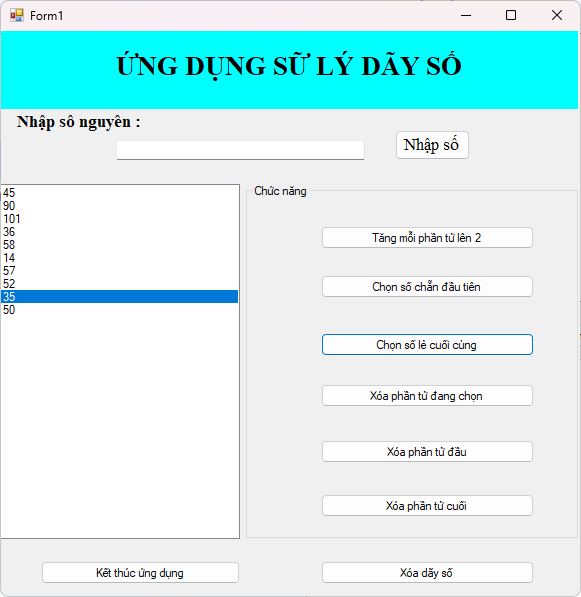 Form1
ỨNG DỤNG SỮ LÝ DÃY SỐ
Nhập sô nguyên :
Nhập số
45
90
101
36
58
14
57
52
35
50
Chức năng
Tăng mỗi phần tử lên 2
Chọn số chẵn đầu tiên
Chọn số lẻ cuối cùng
Xóa phần tử đang chọn
Xóa phần tử đầu
Xóa phần tử cuối
Kết thúc ứng dụng
Xóa dãy số